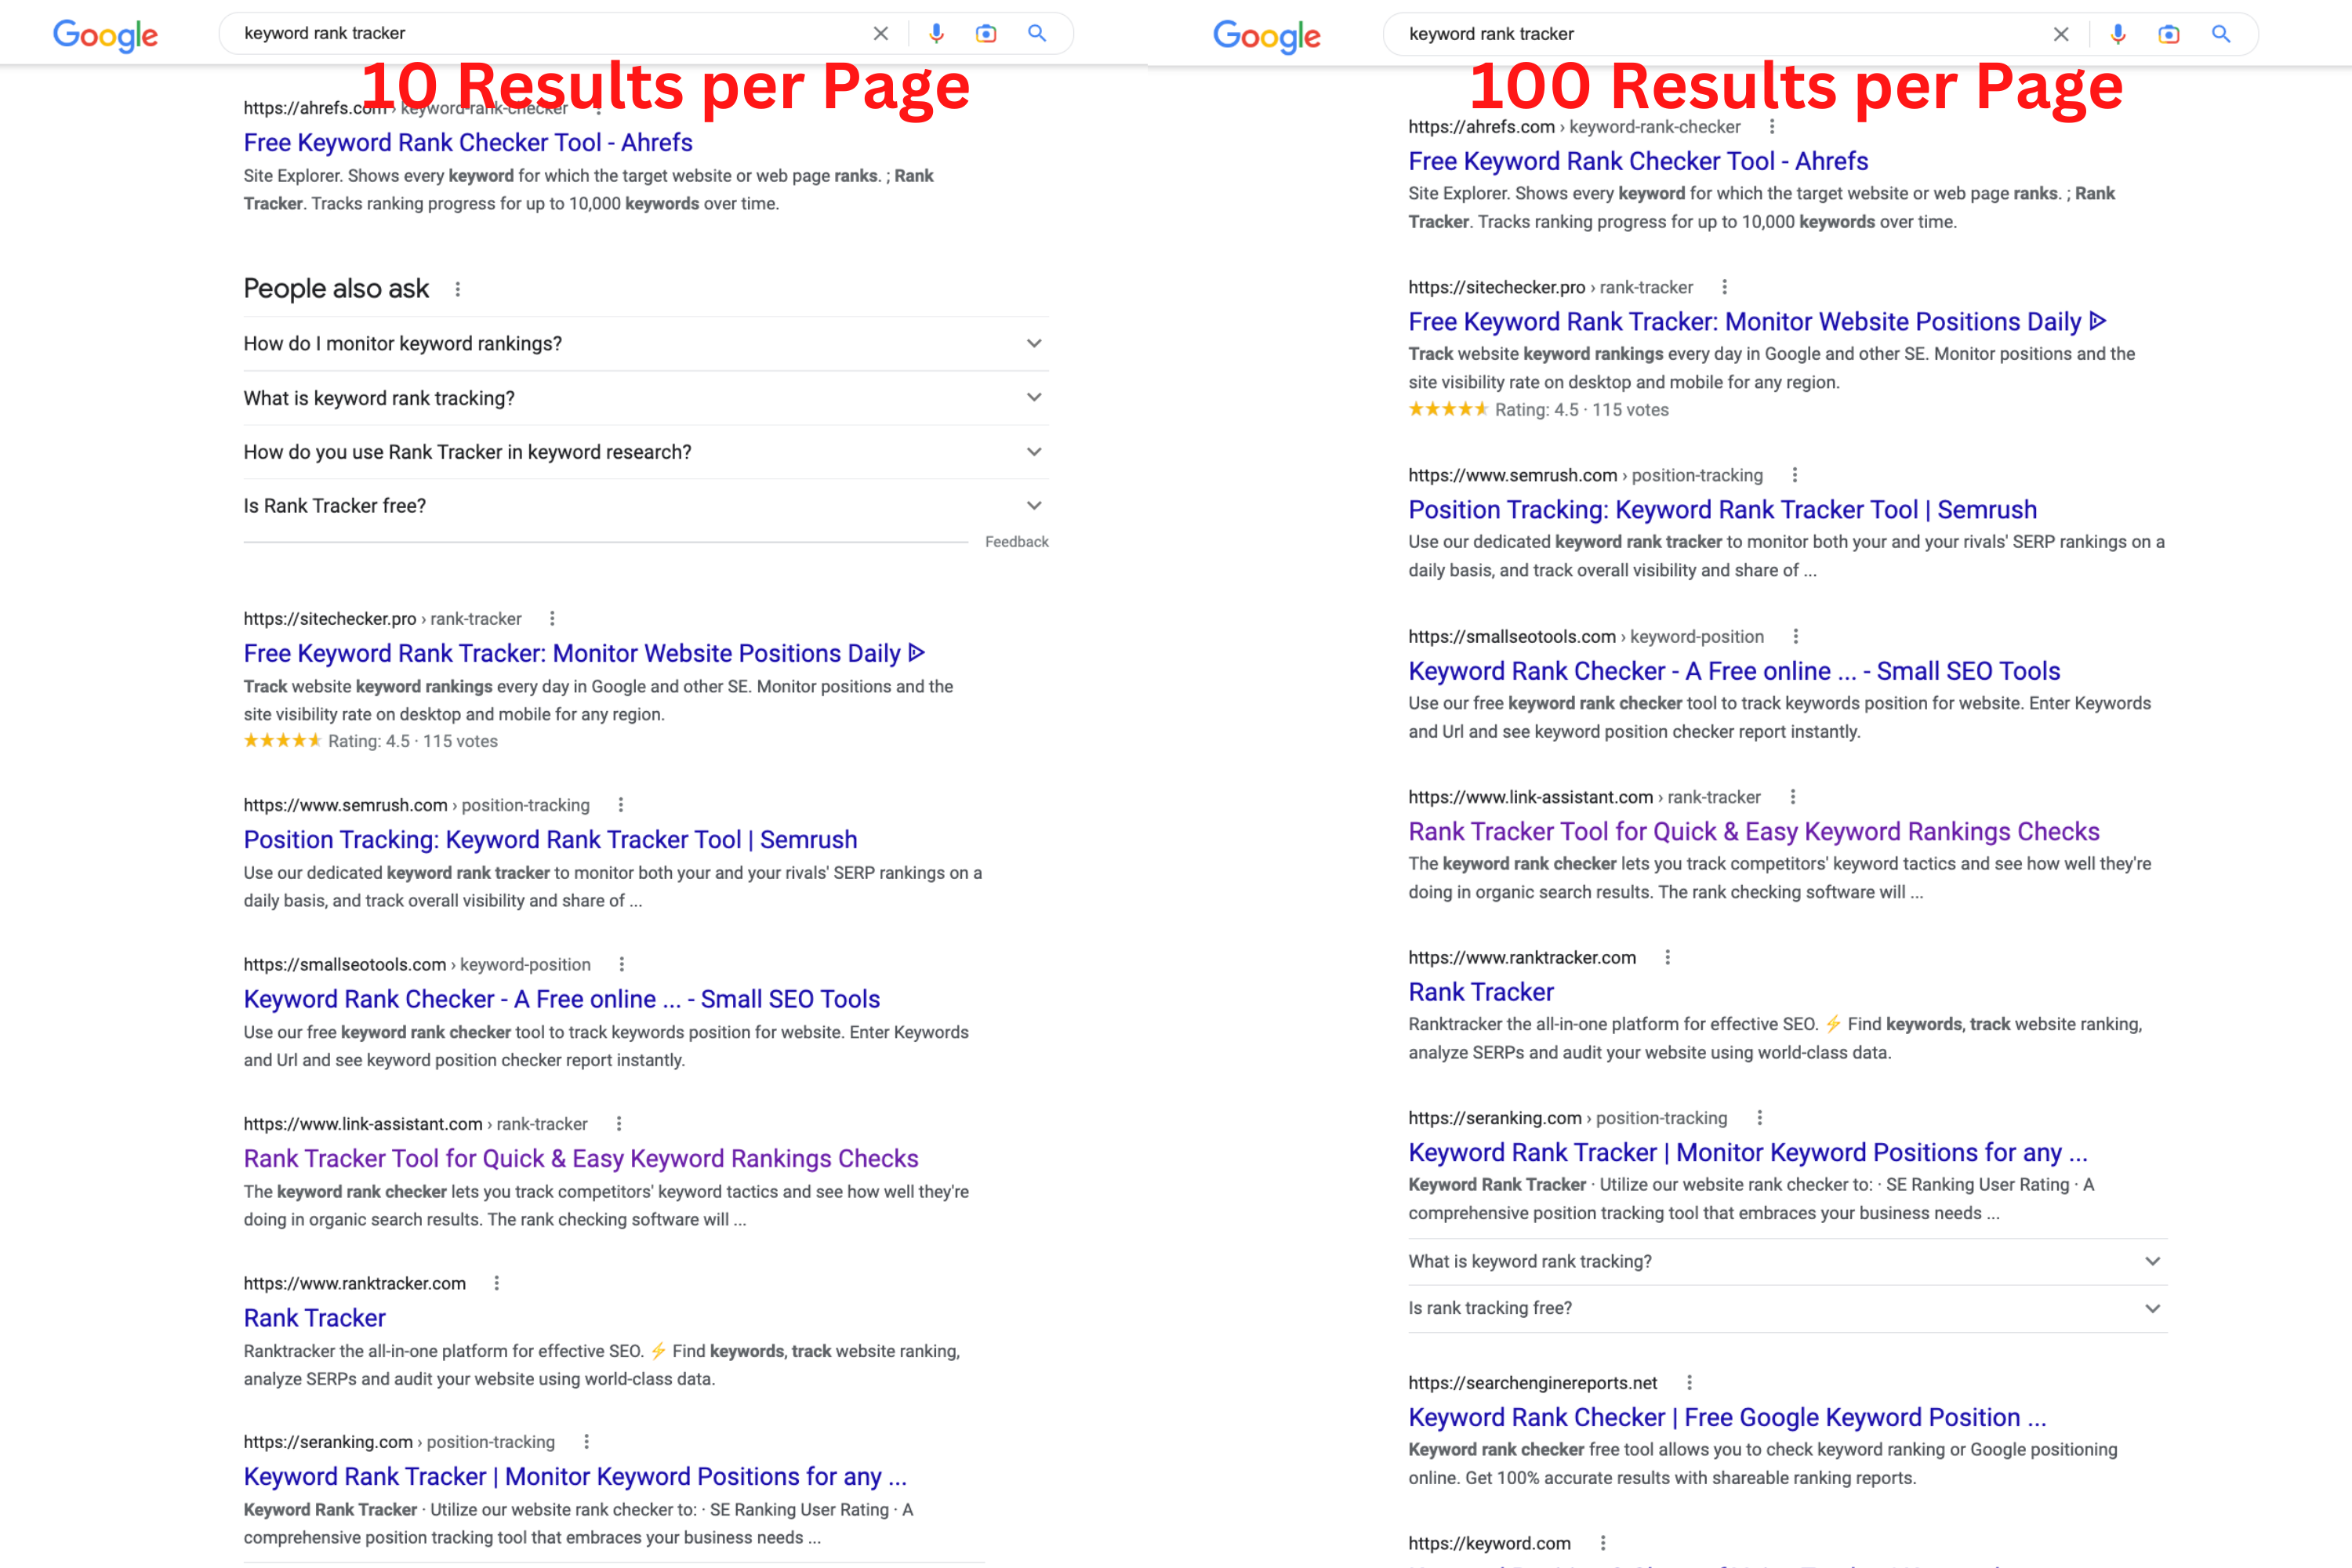 Google
keyword rank tracker
10 Results per Page
https://ahrefs.com › keyword-rank-checker
Free Keyword Rank Checker Tool - Ahrefs
Site Explorer. Shows every keyword for which the target website or web page ranks. ; Rank
Tracker. Tracks ranking progress for up to 10,000 keywords over time.
People also ask
How do I monitor keyword rankings?
What is keyword rank tracking?
How do you use Rank Tracker in keyword research?
Is Rank Tracker free?
Feedback
https://sitechecker.pro › rank-tracker
Free Keyword Rank Tracker: Monitor Website Positions Daily ᐉ
Track website keyword rankings every day in Google and other SE. Monitor positions and the
site visibility rate on desktop and mobile for any region.
★★★★★ Rating: 4.5 · 115 votes
https://www.semrush.com › position-tracking
Position Tracking: Keyword Rank Tracker Tool | Semrush
Use our dedicated keyword rank tracker to monitor both your and your rivals' SERP rankings on a
daily basis, and track overall visibility and share of ...
https://smallseotools.com › keyword-position
Keyword Rank Checker - A Free online ... - Small SEO Tools
Use our free keyword rank checker tool to track keywords position for website. Enter Keywords
and Url and see keyword position checker report instantly.
https://www.link-assistant.com › rank-tracker
Rank Tracker Tool for Quick & Easy Keyword Rankings Checks
The keyword rank checker lets you track competitors' keyword tactics and see how well they're
doing in organic search results. The rank checking software will ...
https://www.ranktracker.com
Rank Tracker
Ranktracker the all-in-one platform for effective SEO. ⚡ Find keywords, track website ranking,
analyze SERPs and audit your website using world-class data.
https://seranking.com › position-tracking
Keyword Rank Tracker | Monitor Keyword Positions for any ...
Keyword Rank Tracker · Utilize our website rank checker to: · SE Ranking User Rating · A
comprehensive position tracking tool that embraces your business needs ...
Google
keyword rank tracker
100 Results per Page
https://ahrefs.com › keyword-rank-checker
Free Keyword Rank Checker Tool - Ahrefs
Site Explorer. Shows every keyword for which the target website or web page ranks. ; Rank
Tracker. Tracks ranking progress for up to 10,000 keywords over time.
https://sitechecker.pro › rank-tracker
Free Keyword Rank Tracker: Monitor Website Positions Daily ᐉ
Track website keyword rankings every day in Google and other SE. Monitor positions and the
site visibility rate on desktop and mobile for any region.
★★★★★ Rating: 4.5 · 115 votes
https://www.semrush.com › position-tracking
Position Tracking: Keyword Rank Tracker Tool | Semrush
Use our dedicated keyword rank tracker to monitor both your and your rivals' SERP rankings on a
daily basis, and track overall visibility and share of ...
https://smallseotools.com › keyword-position
Keyword Rank Checker - A Free online ... - Small SEO Tools
Use our free keyword rank checker tool to track keywords position for website. Enter Keywords
and Url and see keyword position checker report instantly.
https://www.link-assistant.com › rank-tracker
Rank Tracker Tool for Quick & Easy Keyword Rankings Checks
The keyword rank checker lets you track competitors' keyword tactics and see how well they're
doing in organic search results. The rank checking software will ...
https://www.ranktracker.com
Rank Tracker
Ranktracker the all-in-one platform for effective SEO. ⚡ Find keywords, track website ranking,
analyze SERPs and audit your website using world-class data.
https://seranking.com › position-tracking
Keyword Rank Tracker | Monitor Keyword Positions for any ...
Keyword Rank Tracker · Utilize our website rank checker to: · SE Ranking User Rating · A
comprehensive position tracking tool that embraces your business needs ...
What is keyword rank tracking?
Is rank tracking free?
https://searchenginereports.net
Keyword Rank Checker | Free Google Keyword Position ...
Keyword rank checker free tool allows you to check keyword ranking or Google positioning
online. Get 100% accurate results with shareable ranking reports.
https://keyword.com